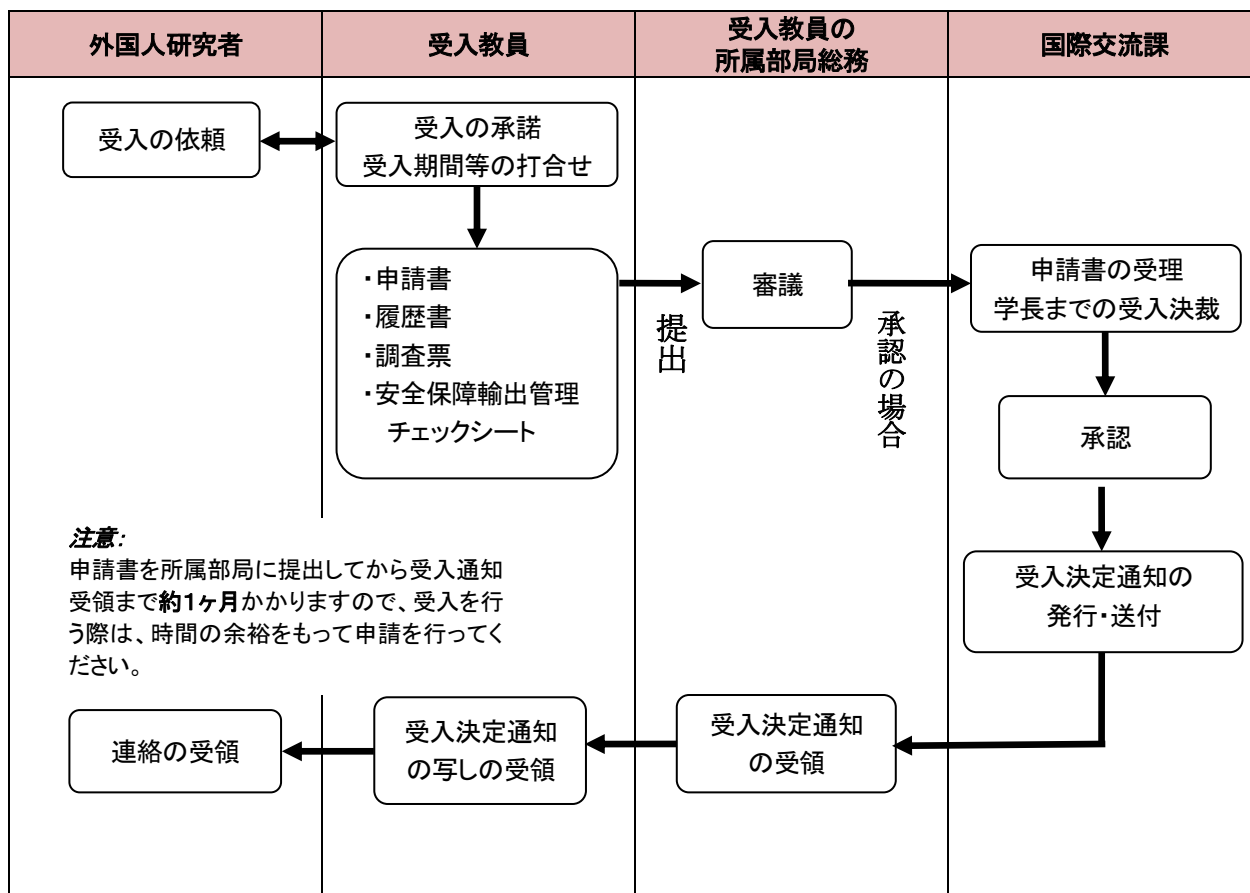 外国人研究者
受入教員
受入教員の
所属部局総務
国際交流課
受入の依頼
受入の承諾
受入期間等の打合せ
・申請書
・履歴書
・調査票
・安全保障輸出管理
チェックシート
提出
審議
承認の場合
申請書の受理
学長までの受入決裁
承認
受入決定通知の
発行・送付
注意:
申請書を所属部局に提出してから受入通知
受領まで約1ヶ月かかりますので、受入を行
う際は、時間の余裕をもって申請を行ってく
ださい。
連絡の受領
受入決定通知
の写しの受領
受入決定通知
の受領